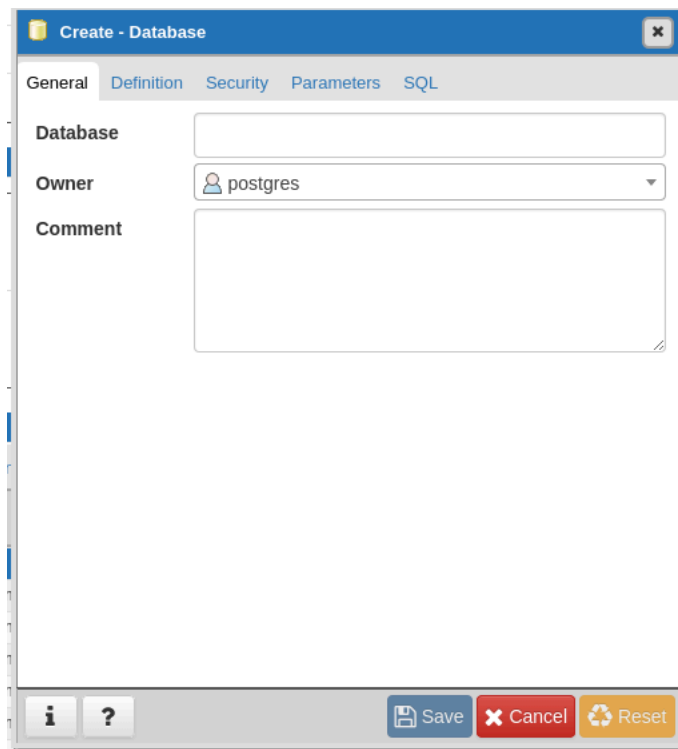 Create - Database
General Definition Security Parameters SQL
Database
Owner postgres
Comment
i ? Save Cancel Reset